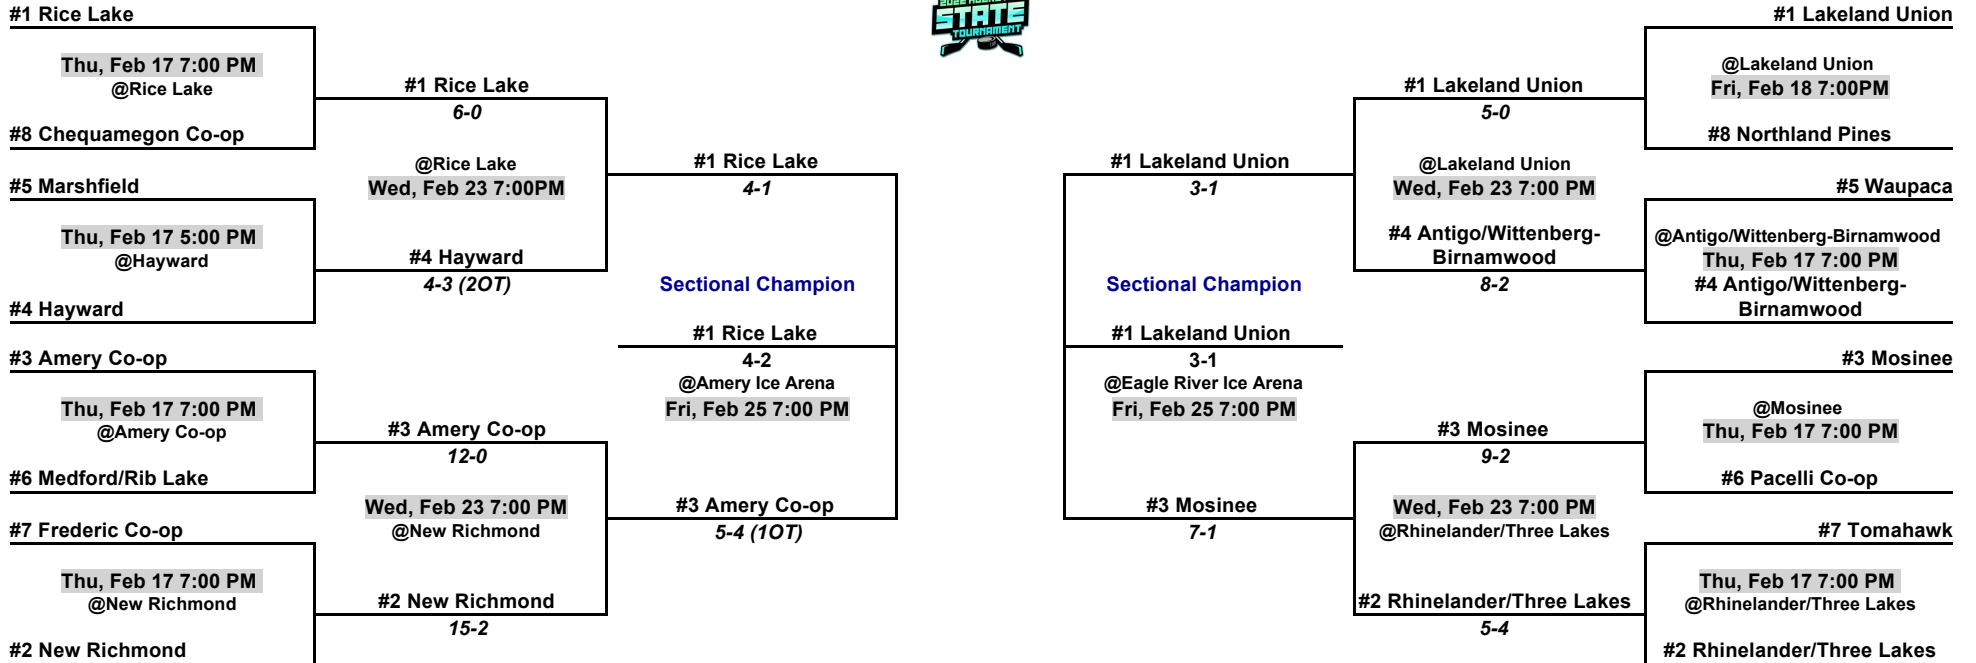 2022 HOCKEY
STATE
TOURNAMENT
#1 Rice Lake
Thu, Feb 17 7:00 PM
@Rice Lake
#8 Chequamegon Co-op
#5 Marshfield
Thu, Feb 17 5:00 PM
@Hayward
#4 Hayward
#3 Amery Co-op
Thu, Feb 17 7:00 PM
@Amery Co-op
#6 Medford/Rib Lake
#7 Frederic Co-op
Thu, Feb 17 7:00 PM
@New Richmond
#2 New Richmond
#1 Rice Lake
6-0
@Rice Lake
Wed, Feb 23 7:00PM
#4 Hayward
4-3 (2OT)
#3 Amery Co-op
12-0
Wed, Feb 23 7:00 PM
@New Richmond
#2 New Richmond
15-2
#1 Rice Lake
4-1
Sectional Champion
#1 Rice Lake
4-2
@Amery Ice Arena
Fri, Feb 25 7:00 PM
#3 Amery Co-op
5-4 (1OT)
#1 Lakeland Union
3-1
Sectional Champion
#1 Lakeland Union
3-1
@Eagle River Ice Arena
Fri, Feb 25 7:00 PM
#3 Mosinee
7-1
#1 Lakeland Union
5-0
@Lakeland Union
Wed, Feb 23 7:00 PM
#4 Antigo/Wittenberg-
Birnamwood
8-2
#3 Mosinee
9-2
Wed, Feb 23 7:00 PM
@Rhinelander/Three Lakes
#2 Rhinelander/Three Lakes
5-4
#1 Lakeland Union
@Lakeland Union
Fri, Feb 18 7:00PM
#8 Northland Pines
#5 Waupaca
@Antigo/Wittenberg-Birnamwood
Thu, Feb 17 7:00 PM
#4 Antigo/Wittenberg-
Birnamwood
#3 Mosinee
@Mosinee
Thu, Feb 17 7:00 PM
#6 Pacelli Co-op
#7 Tomahawk
Thu, Feb 17 7:00 PM
@Rhinelander/Three Lakes
#2 Rhinelander/Three Lakes